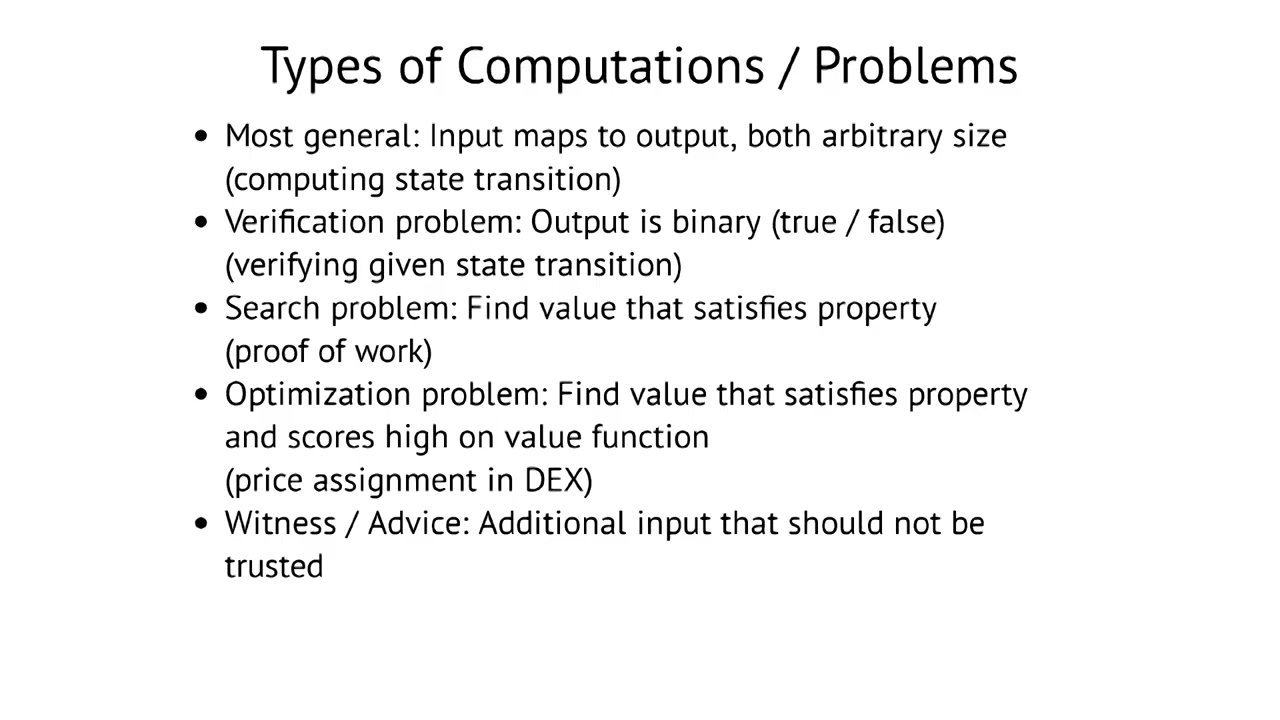 Types of Computations / Problems
• Most general: Input maps to output, both arbitrary size
(computing state transition)
• Verification problem: Output is binary (true / false)
(verifying given state transition)
• Search problem: Find value that satisfies property
(proof of work)
• Optimization problem: Find value that satisfies property
and scores high on value function
(price assignment in DEX)
• Witness / Advice: Additional input that should not be
trusted